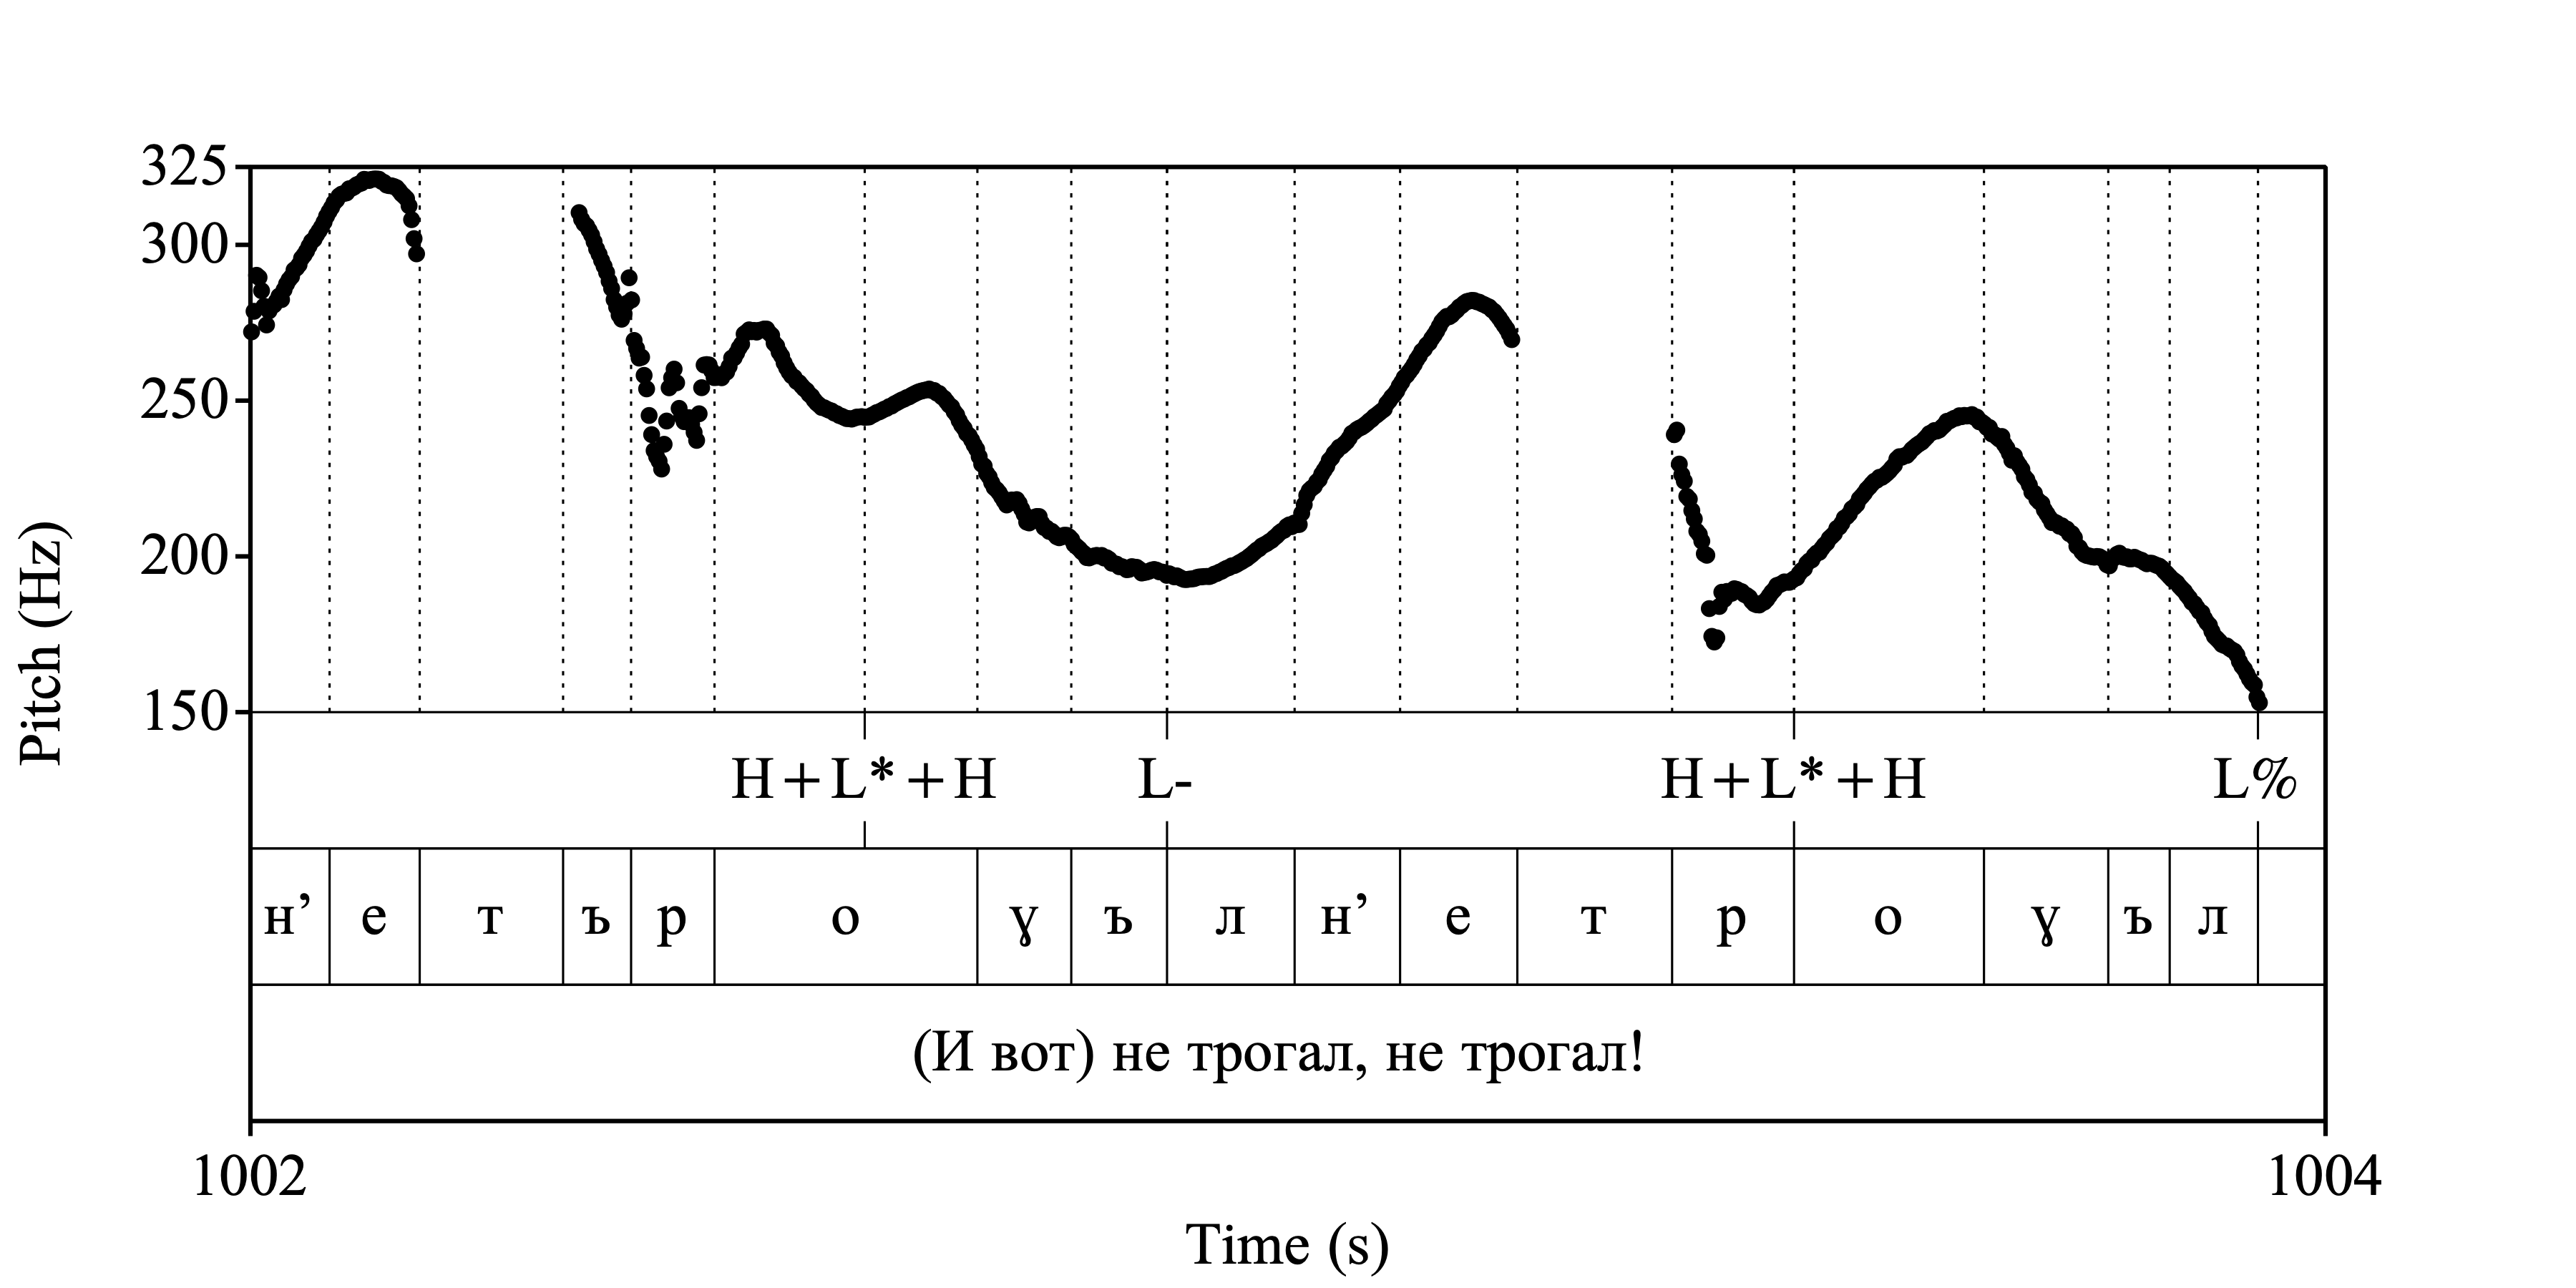 325
300
250
200
150
Pitch (Hz)
H+L*+H L- H+L*+H L%
н’ е т ъ р о ɣ ъ л н’ е т р о ɣ ъ л
(И вот) не трогал, не трогал!
1002 1004
Time (s)